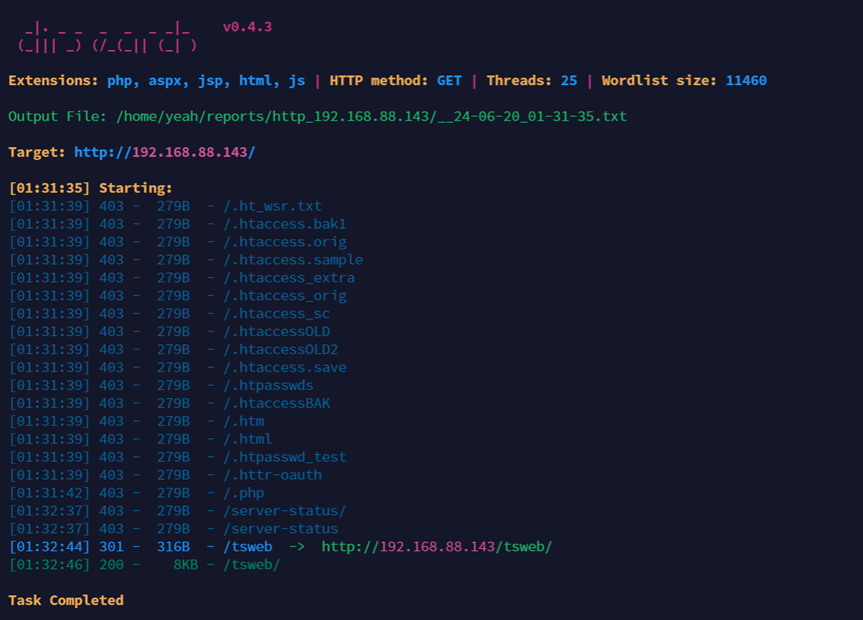 _|. _ _  _  _  _ _|_    v0.4.3
(_||| _) (/_(_|| (_| )
Extensions: php, aspx, jsp, html, js | HTTP method: GET | Threads: 25 | Wordlist size: 11460
Output File: /home/yeah/reports/http_192.168.88.143/__24-06-20_01-31-35.txt
Target: http://192.168.88.143/
[01:31:35] Starting:
[01:31:39] 403 -  279B  - /.ht_wsr.txt
[01:31:39] 403 -  279B  - /.htaccess.bak1
[01:31:39] 403 -  279B  - /.htaccess.orig
[01:31:39] 403 -  279B  - /.htaccess.sample
[01:31:39] 403 -  279B  - /.htaccess_extra
[01:31:39] 403 -  279B  - /.htaccess_orig
[01:31:39] 403 -  279B  - /.htaccess_sc
[01:31:39] 403 -  279B  - /.htaccessOLD
[01:31:39] 403 -  279B  - /.htaccessOLD2
[01:31:39] 403 -  279B  - /.htaccess.save
[01:31:39] 403 -  279B  - /.htpasswds
[01:31:39] 403 -  279B  - /.htaccessBAK
[01:31:39] 403 -  279B  - /.htm
[01:31:39] 403 -  279B  - /.html
[01:31:39] 403 -  279B  - /.htpasswd_test
[01:31:39] 403 -  279B  - /.httr-oauth
[01:31:42] 403 -  279B  - /.php
[01:32:37] 403 -  279B  - /server-status/
[01:32:37] 403 -  279B  - /server-status
[01:32:44] 301 -  316B  - /tsweb  ->  http://192.168.88.143/tsweb/
[01:32:46] 200 -    8KB - /tsweb/
Task Completed